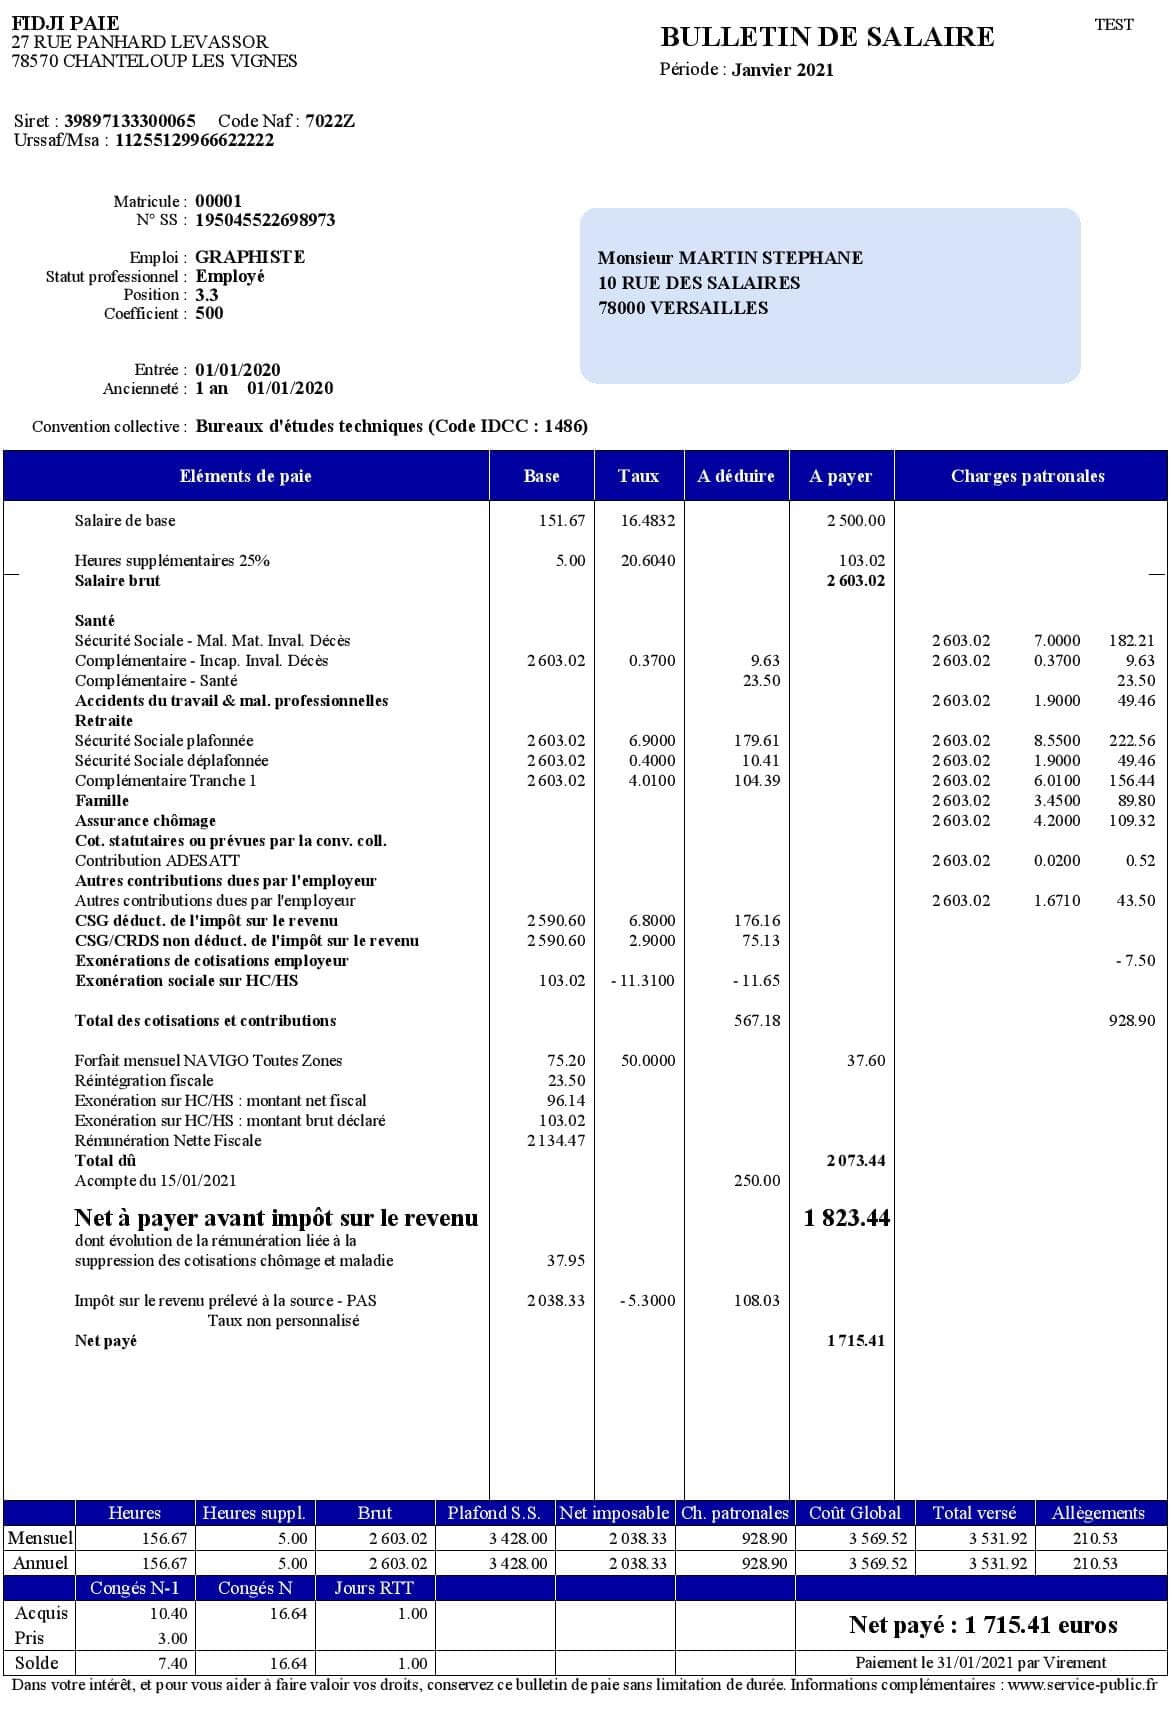 FIDJI PAIE
27 RUE PANHARD LEVASSOR
78570 CHANTELOUP LES VIGNES
BULLETIN DE SALAIRE
Période : Janvier 2021
TEST
Siret : 39897133300065 Code Naf : 7022Z
Urssaf/Msa : 11255129966622222
Matricule : 00001
N° SS : 195045522698973
Emploi : GRAPHISTE
Statut professionnel : Employé
Position : 3.3
Coefficient : 500
Monsieur MARTIN STEPHANE
10 RUE DES SALAIRES
78000 VERSAILLES
Entrée : 01/01/2020
Ancienneté : 1 an 01/01/2020
Convention collective : Bureaux d'études techniques (Code IDCC : 1486)
Eléments de paie Base Taux A déduire A payer Charges patronales
Salaire de base 151.67 16.4832 2 500.00
Heures supplémentaires 25% 5.00 20.6040 103.02
Salaire brut 2 603.02
Santé
Sécurité Sociale - Mal. Mat. Inval. Décès 2 603.02 7.0000 182.21
Complémentaire - Incap. Inval. Décès 2 603.02 0.3700 9.63 2 603.02 0.3700 9.63
Complémentaire - Santé 23.50 23.50
Accidents du travail & mal. professionnelles 2 603.02 1.9000 49.46
Retraite
Sécurité Sociale plafonnée 2 603.02 6.9000 179.61 2 603.02 8.5500 222.56
Sécurité Sociale déplafonnée 2 603.02 0.4000 10.41 2 603.02 1.9000 49.46
Complémentaire Tranche 1 2 603.02 4.0100 104.39 2 603.02 6.0100 156.44
Famille 2 603.02 3.4500 89.80
Assurance chômage 2 603.02 4.2000 109.32
Cot. statutaires ou prévues par la conv. coll.
Contribution ADESATT 2 603.02 0.0200 0.52
Autres contributions dues par l'employeur
Autres contributions dues par l'employeur 2 603.02 1.6710 43.50
CSG déduct. de l'impôt sur le revenu 2 590.60 6.8000 176.16
CSG/CRDS non déduct. de l'impôt sur le revenu 2 590.60 2.9000 75.13
Exonérations de cotisations employeur - 7.50
Exonération sociale sur HC/HS 103.02 - 11.3100 - 11.65
Total des cotisations et contributions 567.18 928.90
Forfait mensuel NAVIGO Toutes Zones 75.20 50.0000 37.60
Réintégration fiscale 23.50
Exonération sur HC/HS : montant net fiscal 96.14
Exonération sur HC/HS : montant brut déclaré 103.02
Rémunération Nette Fiscale 2 134.47
Total dû 2 073.44
Acompte du 15/01/2021 250.00
Net à payer avant impôt sur le revenu 1 823.44
dont évolution de la rémunération liée à la
suppression des cotisations chômage et maladie 37.95
Impôt sur le revenu prélevé à la source - PAS 2 038.33 -5.3000 108.03
Taux non personnalisé
Net payé 1 715.41
Heures Heures suppl. Brut Plafond S.S. Net imposable Ch. patronales Coût Global Total versé Allègements
Mensuel 156.67 5.00 2 603.02 3 428.00 2 038.33 928.90 3 569.52 3 531.92 210.53
Annuel 156.67 5.00 2 603.02 3 428.00 2 038.33 928.90 3 569.52 3 531.92 210.53
Congés N-1 Congés N Jours RTT
Acquis 10.40 16.64 1.00
Pris 3.00
Solde 7.40 16.64 1.00
Net payé : 1 715.41 euros
Paiement le 31/01/2021 par Virement
Dans votre intérêt, et pour vous aider à faire valoir vos droits, conservez ce bulletin de paie sans limitation de durée. Informations complémentaires : www.service-public.fr